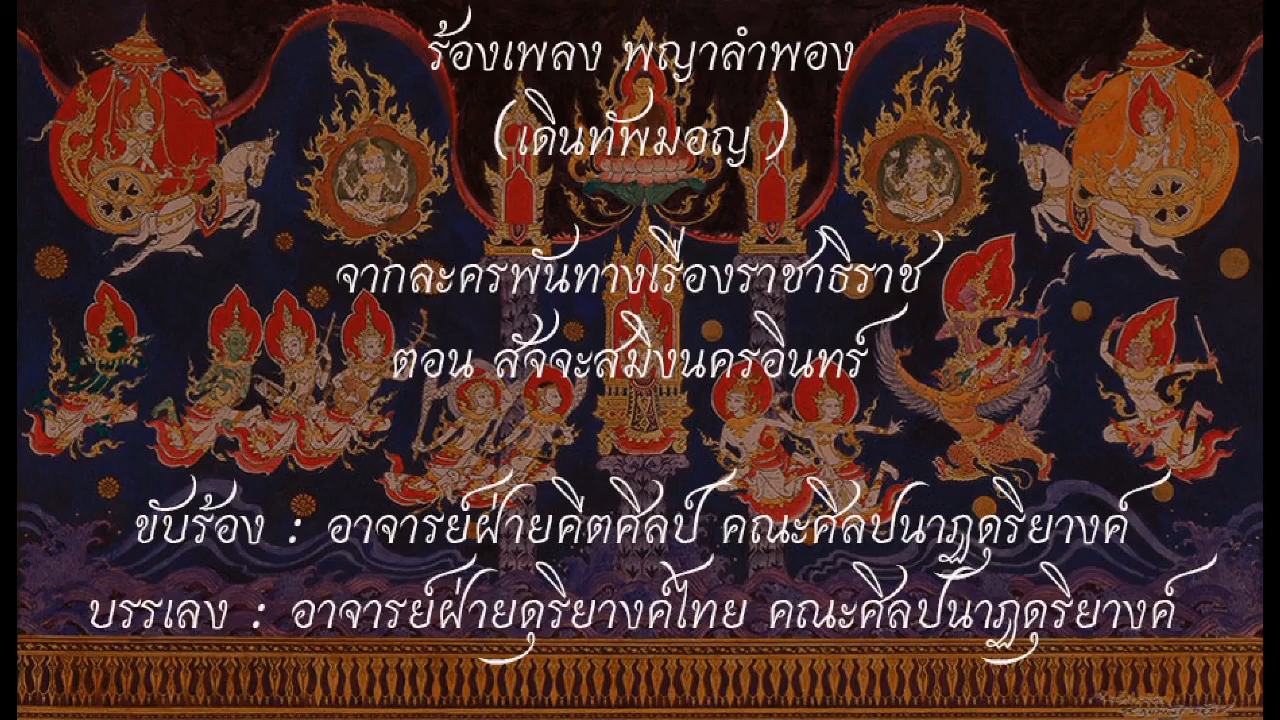 ร้องเพลง พญาลำพอง
(เดินทัพมอญ )
จากละครพันทางเรื่องราชาธิราช
ตอน สัจจะสมิงนครอินทร์
ขับร้อง : อาจารย์ฝ่ายคีตศิลป์ คณะศิลปนาฏดุริยางค์
บรรเลง : อาจารย์ฝ่ายดุริยางค์ไทย คณะศิลปนาฏดุริยางค์